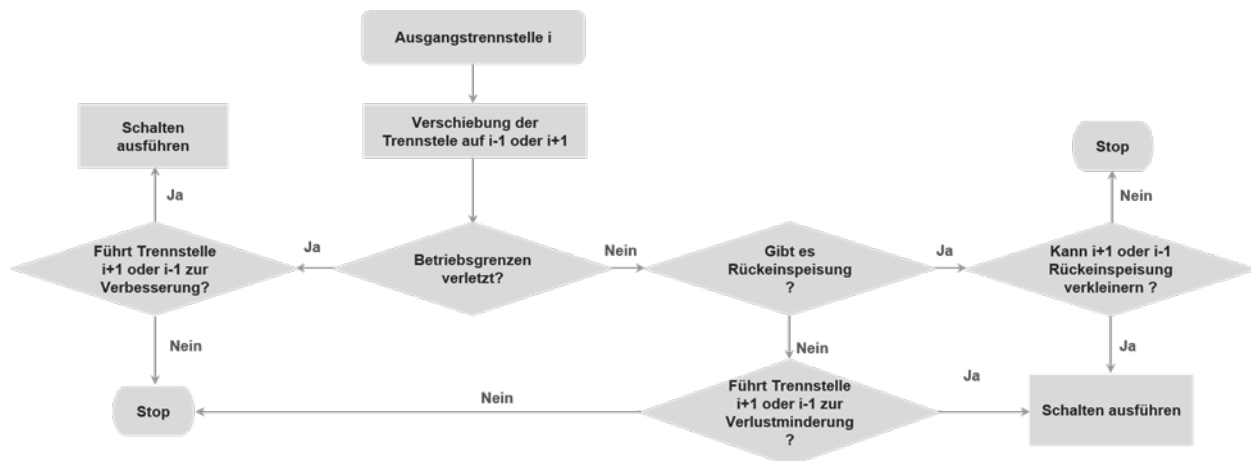 Ausgangstrennstelle i
Verschiebung der
Trennstele auf i-1 oder i+1
Schalten
ausführen
Stop
Ja
Nein
Führt Trennstelle
i+1 oder i-1 zur
Verbesserung?
Ja
Betriebsgrenzen
verletzt?
Nein
Gibt es
Rückeinspeisung
?
Ja
Kann i+1 oder i-1
Rückeinspeisung
verkleinern ?
Nein
Nein
Ja
Stop
Nein
Führt Trennstelle
i+1 oder i-1 zur
Verlustminderung
?
Ja
Schalten ausführen